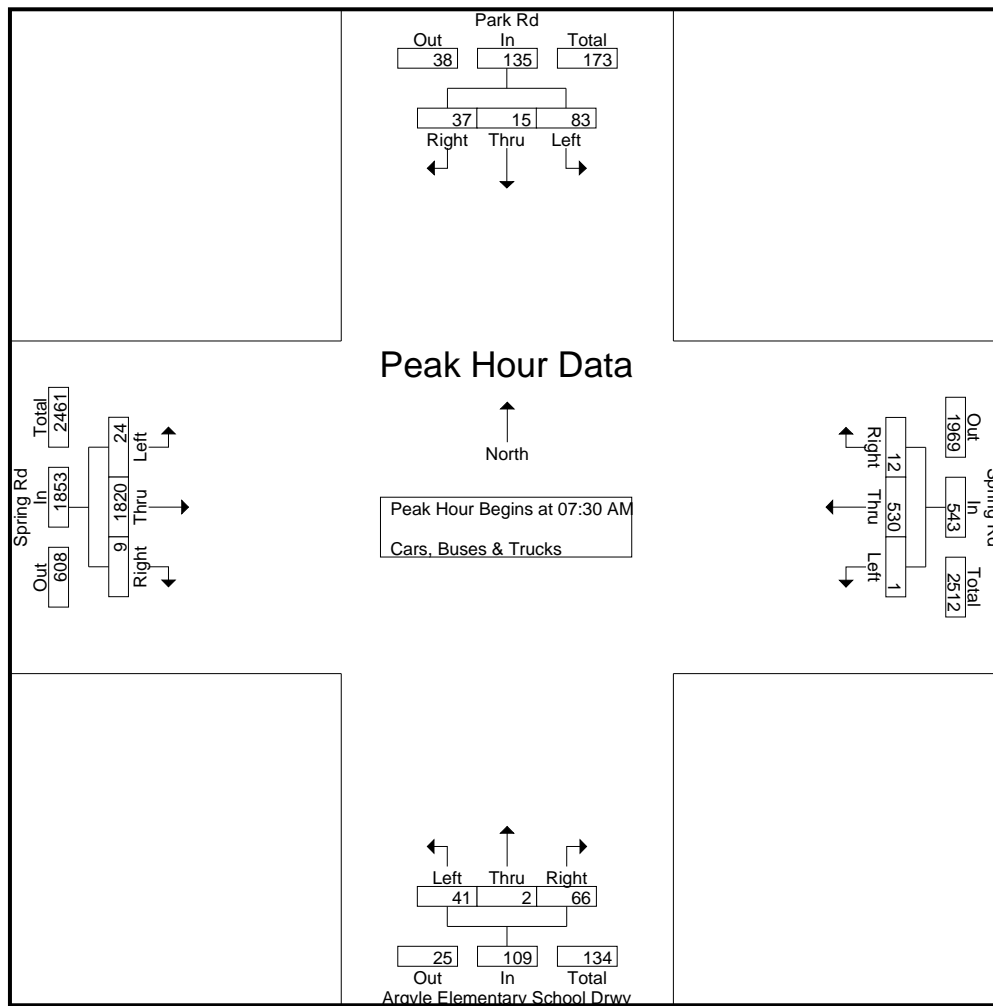 Park Rd
Out In Total
38 135 173
37 15 83
Right Thru Left
Peak Hour Data
North
Peak Hour Begins at 07:30 AM
Cars, Buses & Trucks
Spring Rd
Total In Out
2461 1853 608
24 1820 9
Left Thru Right
Right Thru Left
12 530 1
1969 543 2512
Out In Total
Spring Rd
Left Thru Right
41 2 66
25 109 134
Out In Total
Argyle Elementary School Drwy